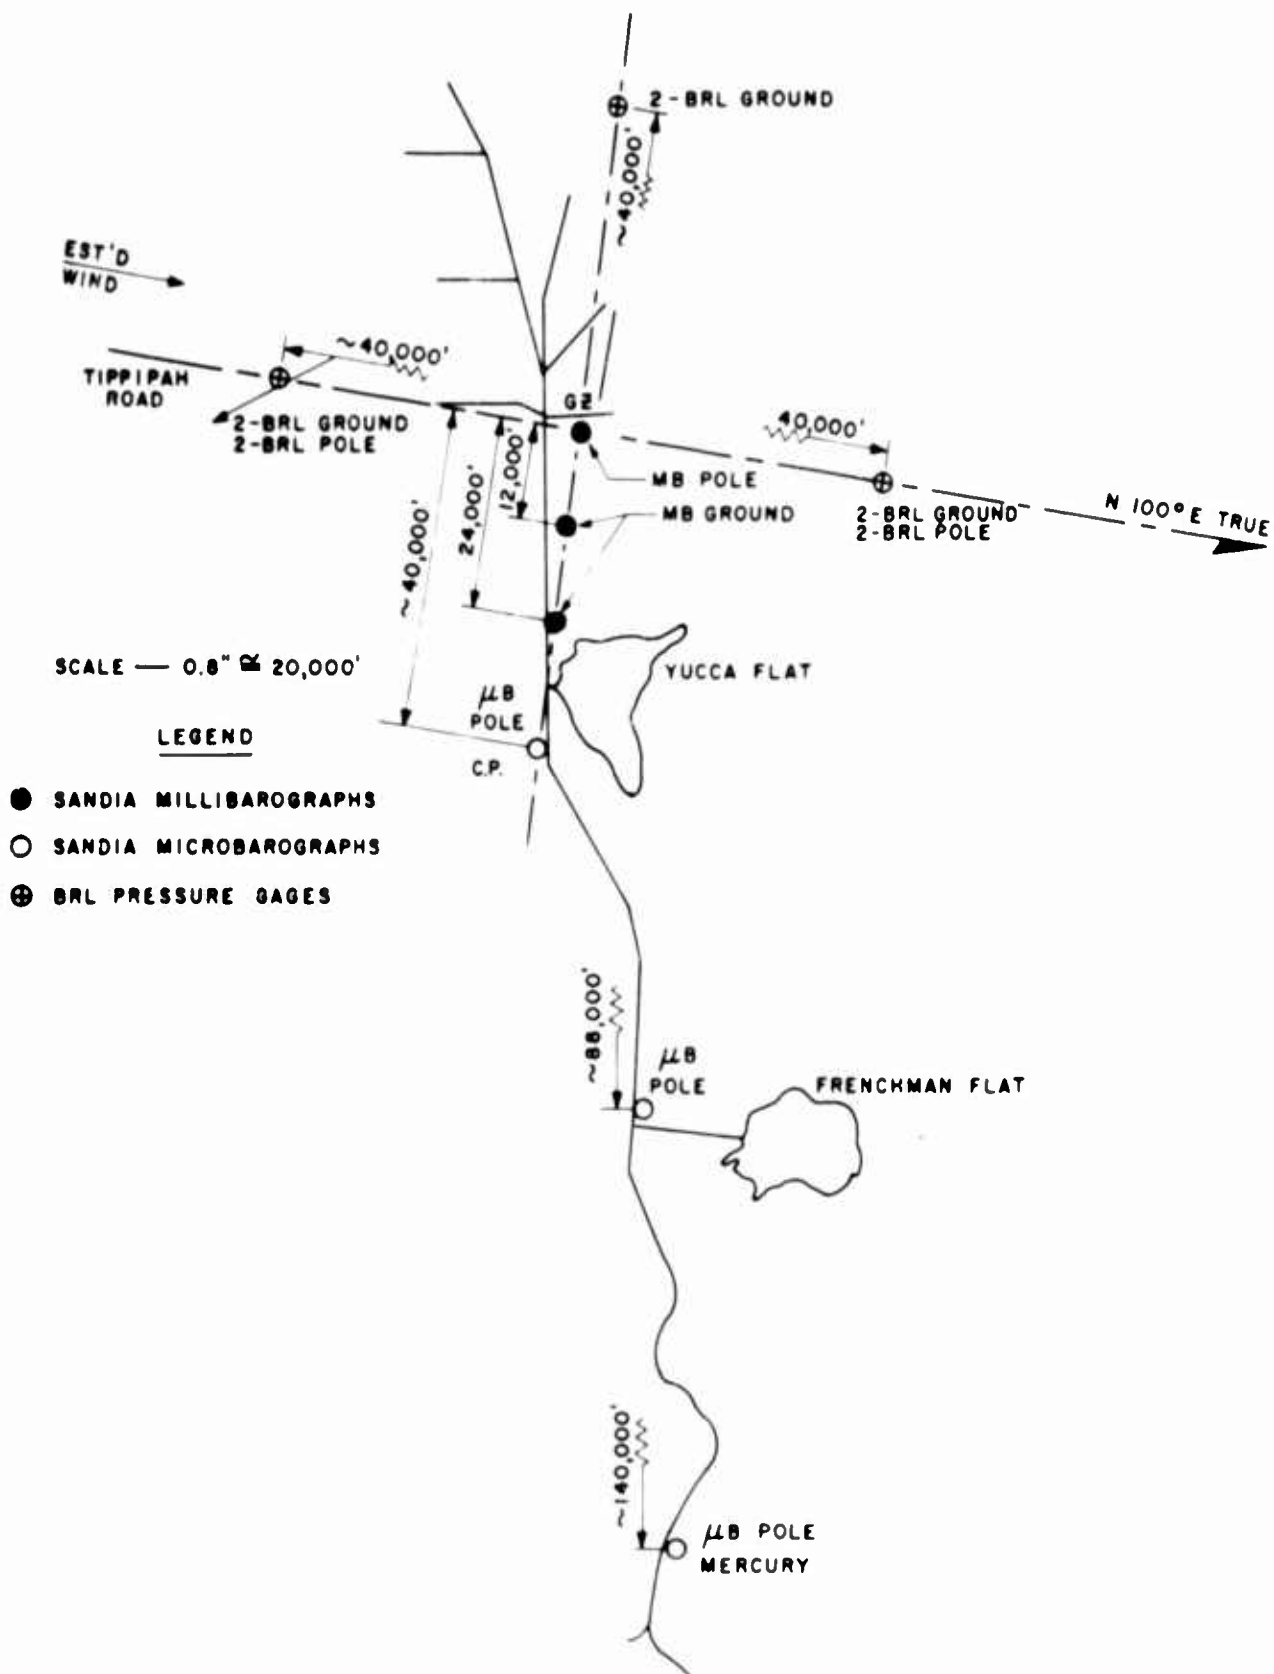 2-BRL GROUND
~40,000'
EST'D
WIND
~40,000'
TIPPIPAH
ROAD
GZ
2-BRL GROUND
2-BRL POLE
40,000'
12,000'
24,000'
~40,000'
MB POLE
MB GROUND
2-BRL GROUND
2-BRL POLE
N 100° E TRUE
SCALE — 0.8" ≅ 20,000'
YUCCA FLAT
μB
POLE
C.P.
LEGEND
SANDIA MILLIBAROGRAPHS
SANDIA MICROBAROGRAPHS
BRL PRESSURE GAGES
~88,000'
μB
POLE
FRENCHMAN FLAT
~140,000'
μB POLE
MERCURY